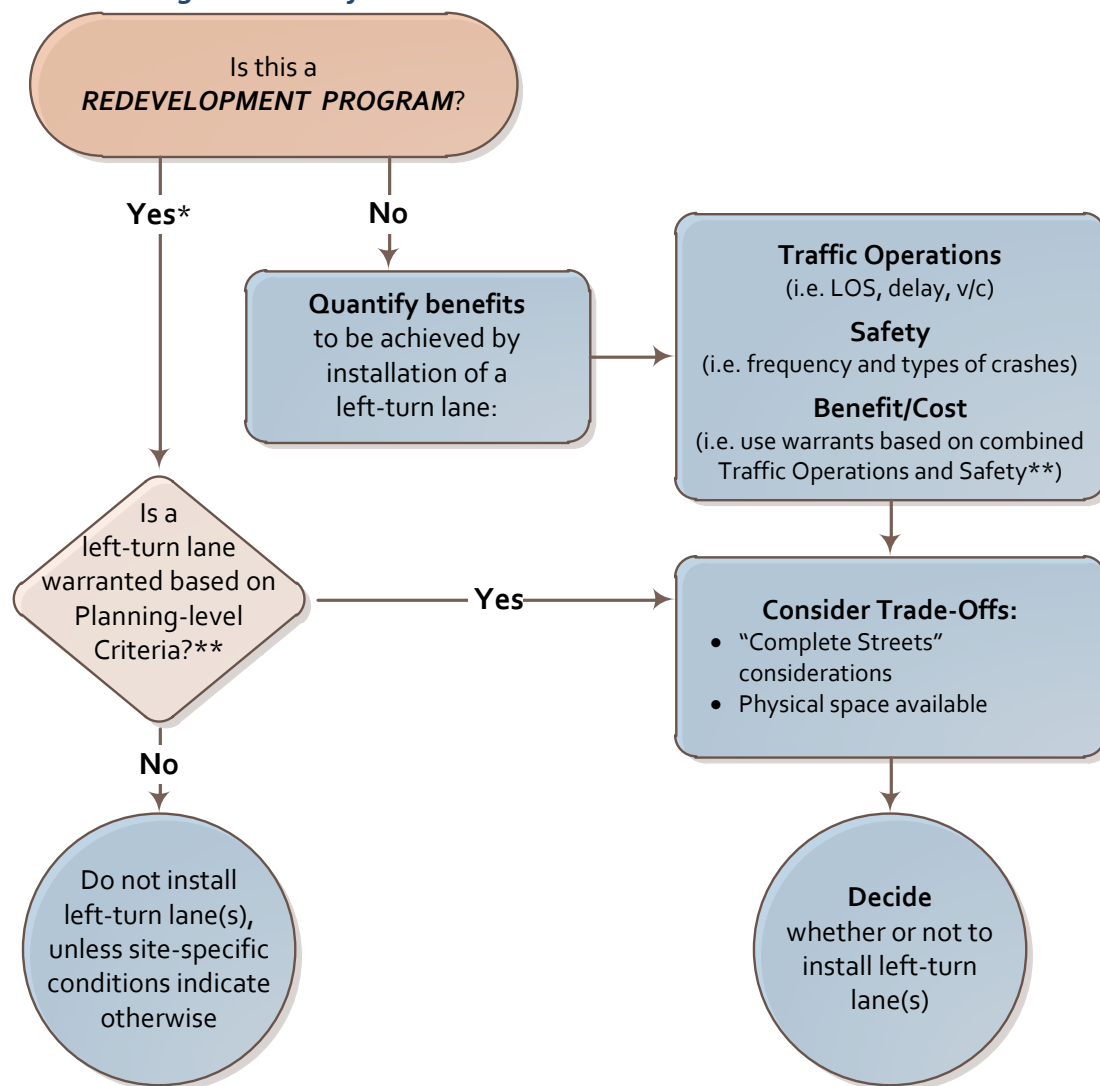 Is this a
REDEVELOPMENT PROGRAM?
Yes*
No
Quantify benefits
to be achieved by
installation of a
left-turn lane:
Traffic Operations
(i.e. LOS, delay, v/c)
Safety
(i.e. frequency and types of crashes)
Benefit/Cost
(i.e. use warrants based on combined
Traffic Operations and Safety**)
Is a
left-turn lane
warranted based on
Planning-level
Criteria?**
Yes
Consider Trade-Offs:
• “Complete Streets”
considerations
• Physical space available
No
Do not install
left-turn lane(s),
unless site-specific
conditions indicate
otherwise
Decide
whether or not to
install left-turn
lane(s)